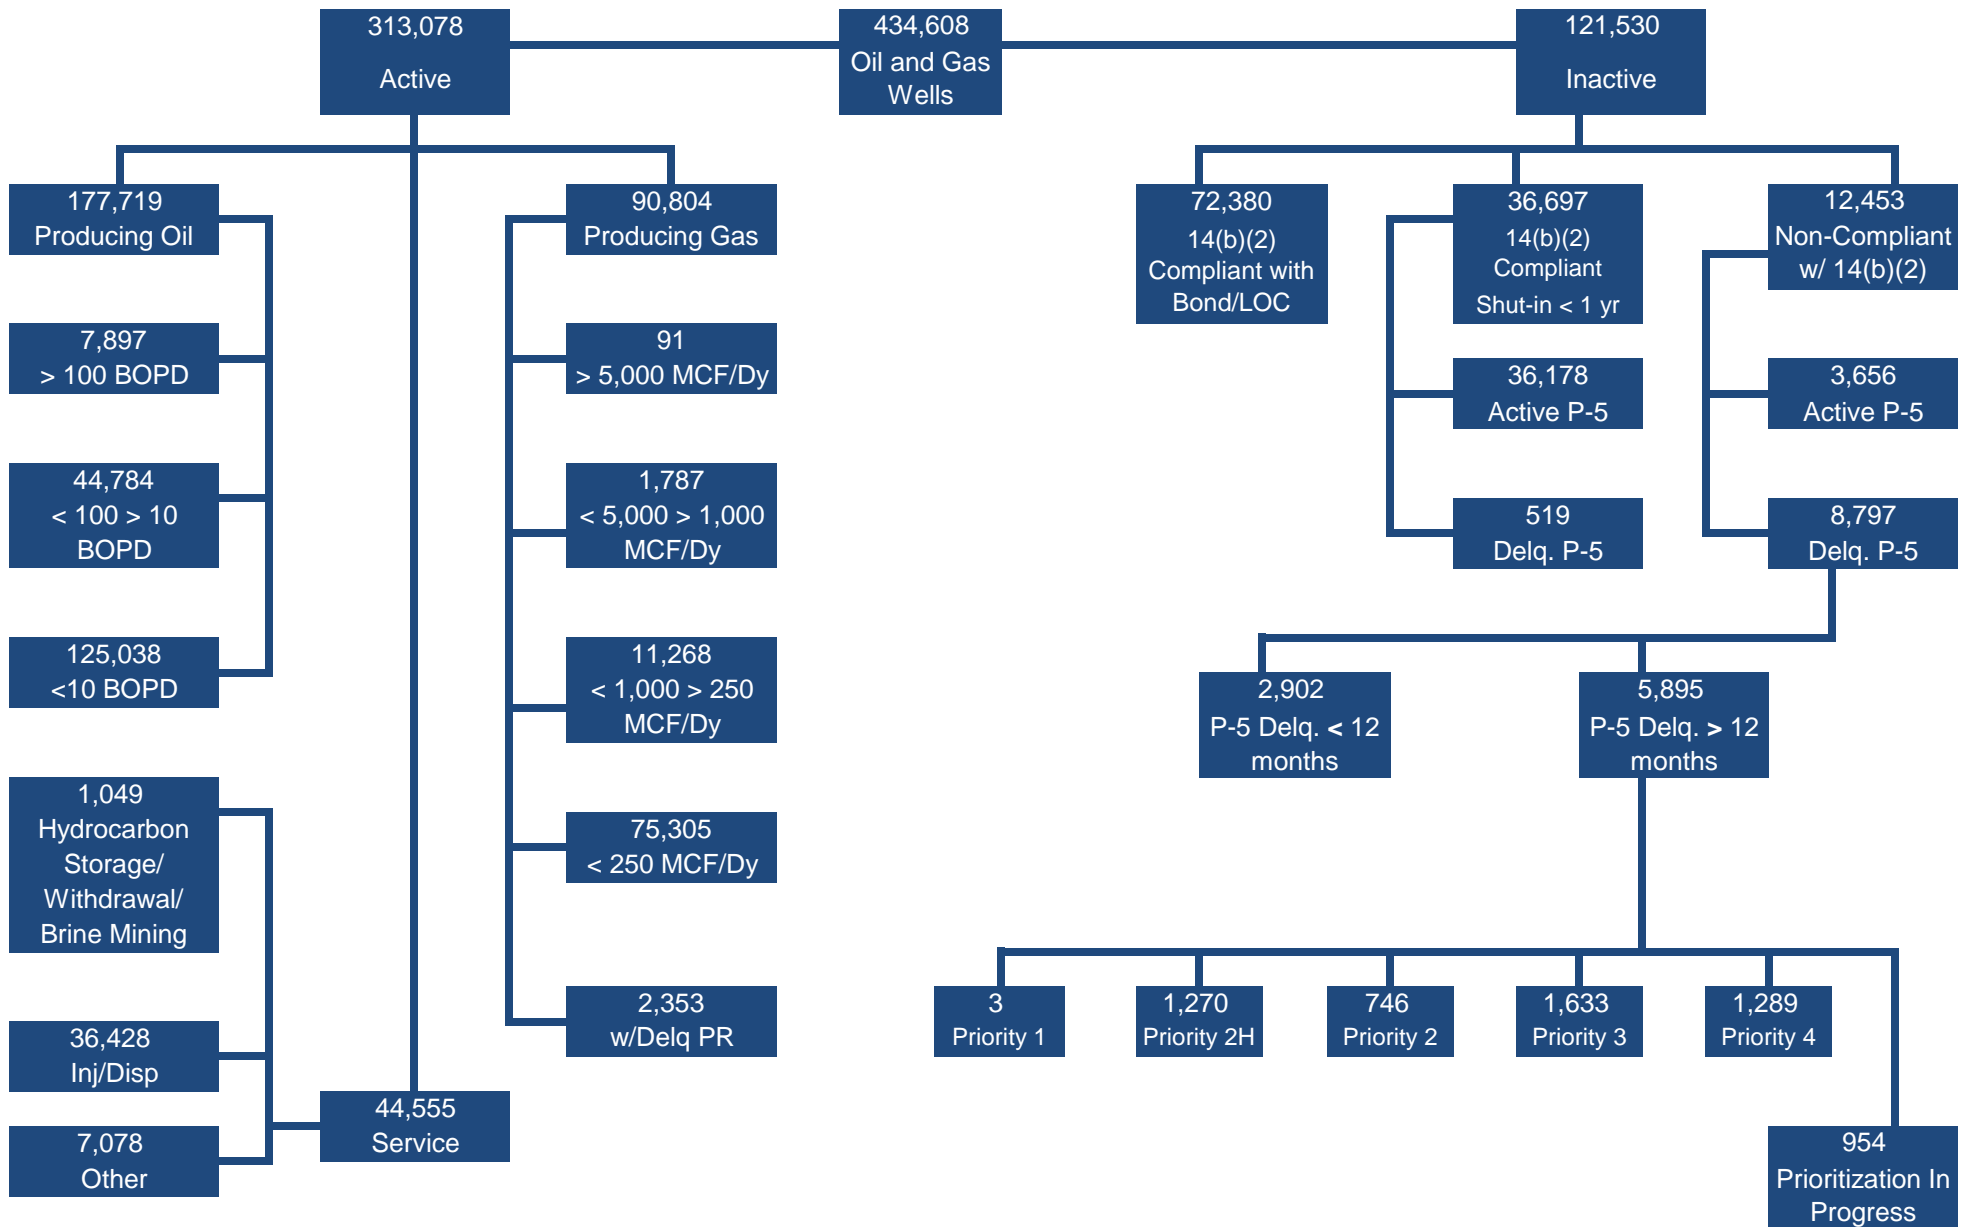 313,078
Active
434,608
Oil and Gas
Wells
121,530
Inactive
177,719
Producing Oil
7,897
> 100 BOPD
44,784
< 100 > 10
BOPD
125,038
<10 BOPD
1,049
Hydrocarbon
Storage/
Withdrawal/
Brine Mining
36,428
Inj/Disp
7,078
Other
44,555
Service
90,804
Producing Gas
91
> 5,000 MCF/Dy
1,787
< 5,000 > 1,000
MCF/Dy
11,268
< 1,000 > 250
MCF/Dy
75,305
< 250 MCF/Dy
2,353
w/Delq PR
72,380
14(b)(2)
Compliant with
Bond/LOC
36,697
14(b)(2)
Compliant
Shut-in < 1 yr
36,178
Active P-5
519
Delq. P-5
12,453
Non-Compliant
w/ 14(b)(2)
3,656
Active P-5
8,797
Delq. P-5
2,902
P-5 Delq. < 12
months
5,895
P-5 Delq. > 12
months
3
Priority 1
1,270
Priority 2H
746
Priority 2
1,633
Priority 3
1,289
Priority 4
954
Prioritization In
Progress